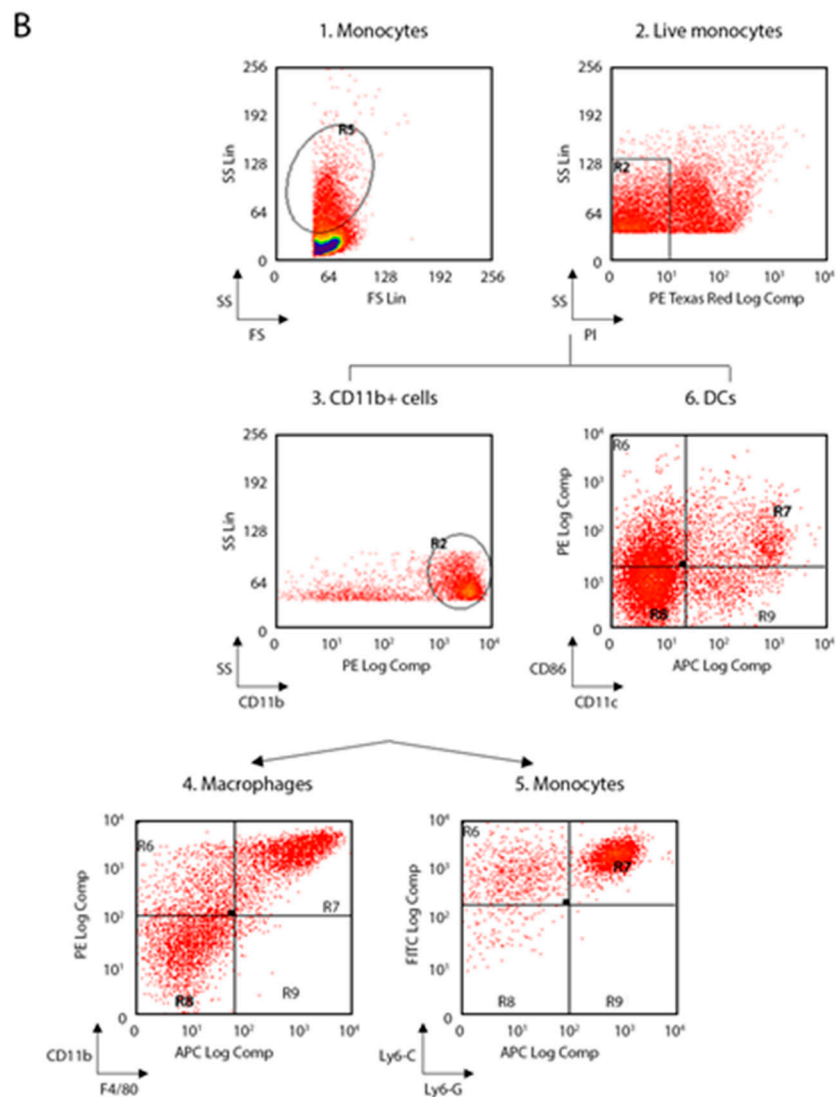 B
1. Monocytes
256
192
128
64
0
SS Lin
R5
0 64 128 192 256
FS Lin
SS
FS
2. Live monocytes
256
192
128
64
0
SS Lin
R2
0 10¹ 10² 10³ 10⁴
PE Texas Red Log Comp
SS
PI
3. CD11b+ cells
256
192
128
64
0
SS Lin
R2
0 10¹ 10² 10³ 10⁴
PE Log Comp
SS
CD11b
6. DCs
10⁴
10³
10²
10¹
0
PE Log Comp
R6
R7
R8
R9
0 10¹ 10² 10³ 10⁴
APC Log Comp
CD86
CD11c
4. Macrophages
10⁴
10³
10²
10¹
0
PE Log Comp
R6
R7
R8
R9
0 10¹ 10² 10³ 10⁴
APC Log Comp
CD11b
F4/80
5. Monocytes
10⁴
10³
10²
10¹
0
FITC Log Comp
R6
R7
R8
R9
0 10¹ 10² 10³ 10⁴
APC Log Comp
Ly6-C
Ly6-G